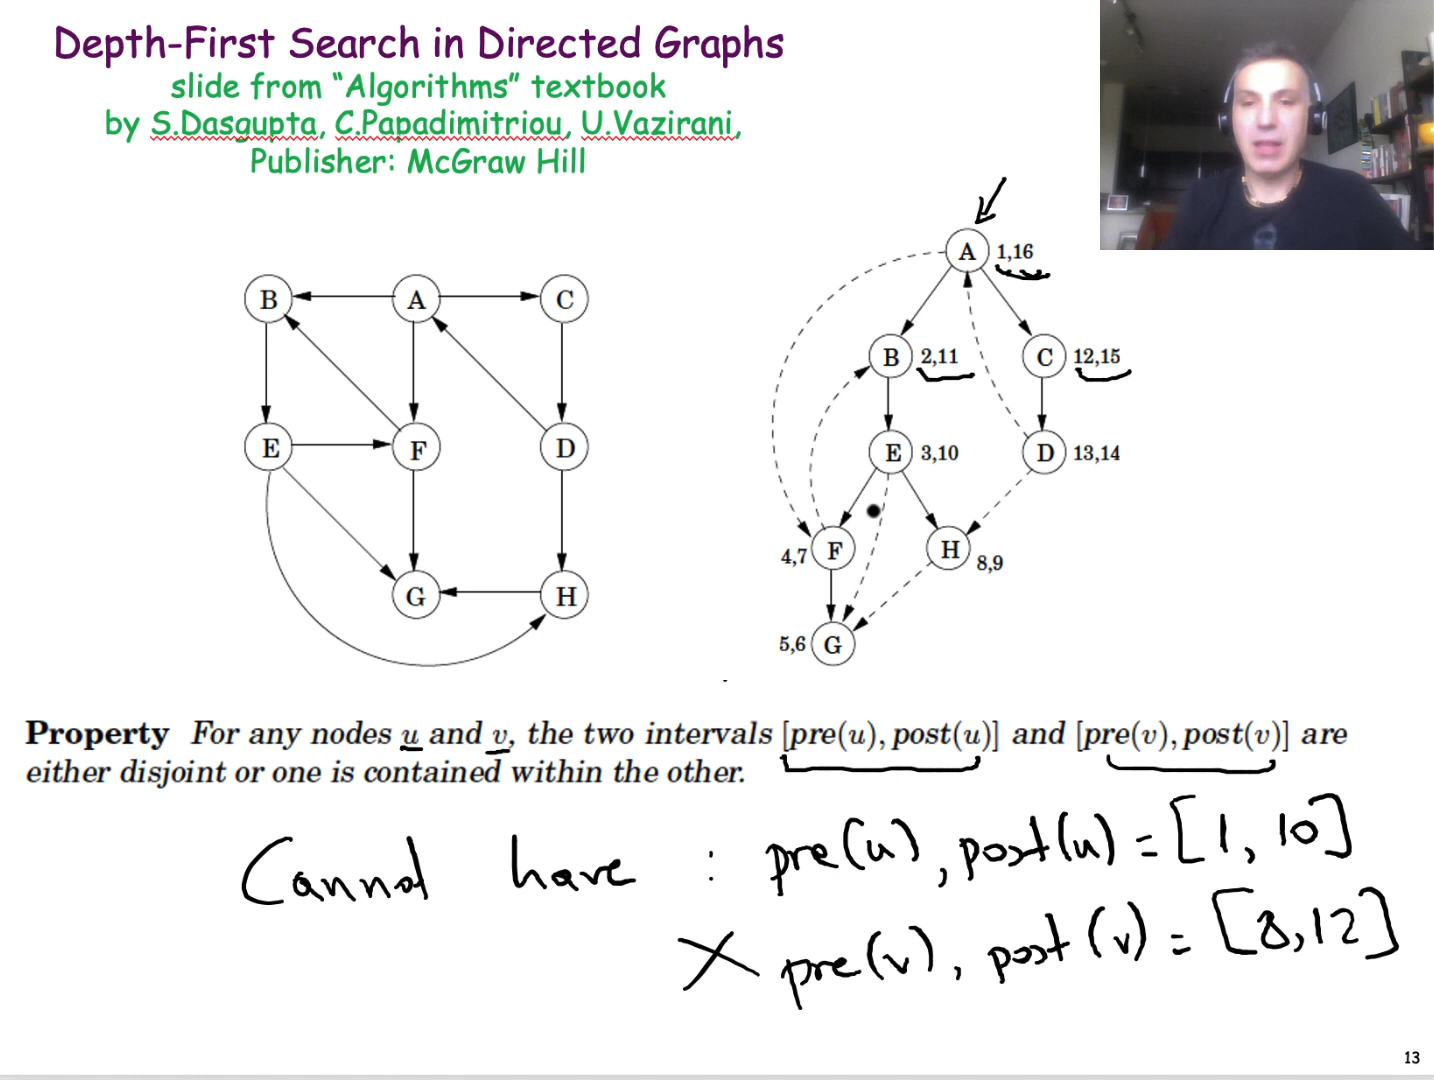 Depth-First Search in Directed Graphs
slide from “Algorithms” textbook
by S.Dasgupta, C.Papadimitriou, U.Vazirani,
Publisher: McGraw Hill
B A C
E F D
G H
A 1,16
B 2,11 C 12,15
E 3,10 D 13,14
4,7 F H 8,9
5,6 G
Property For any nodes u and v, the two intervals [pre(u), post(u)] and [pre(v), post(v)] are
either disjoint or one is contained within the other.
Cannot have : pre(u), post(u) = [1, 10]
X pre(v), post(v) = [8,12]
13